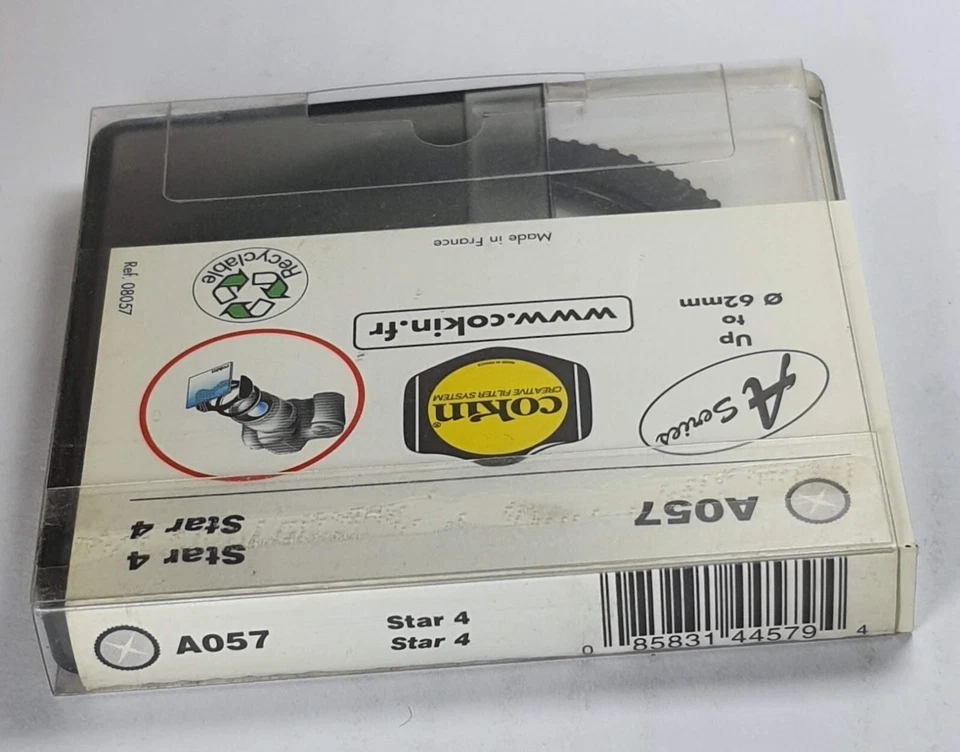 Made in France
Recyclable
Ref. 08057
www.cokin.fr
Up
to
Ø 62mm
A Series
cokin®
CREATIVE FILTER SYSTEM
A057
Star 4
Star 4
A057
Star 4
Star 4
0 85831 44579 4